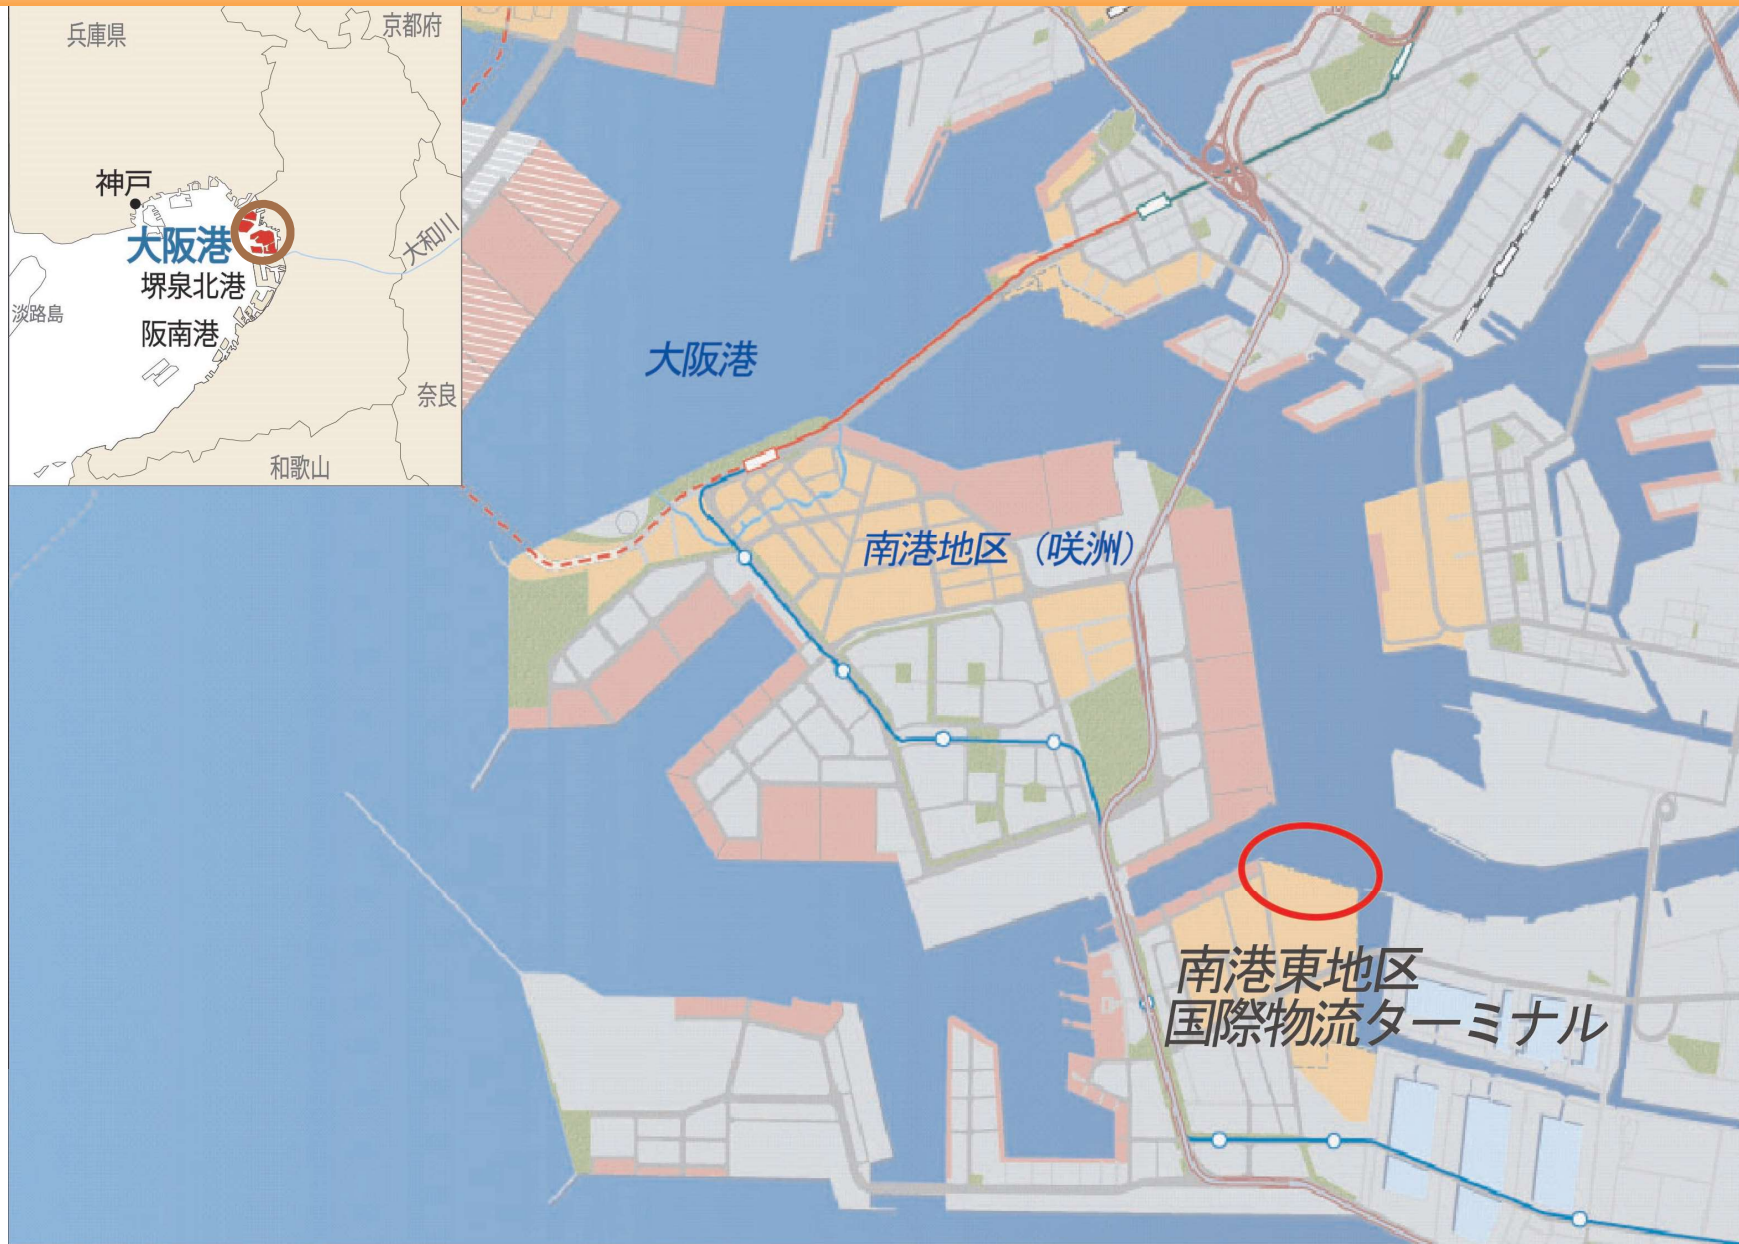 兵庫県
京都府
神戸
大阪港
大和川
堺泉北港
淡路島
阪南港
奈良
和歌山
大阪港
南港地区（咲洲）
南港東地区
国際物流ターミナル